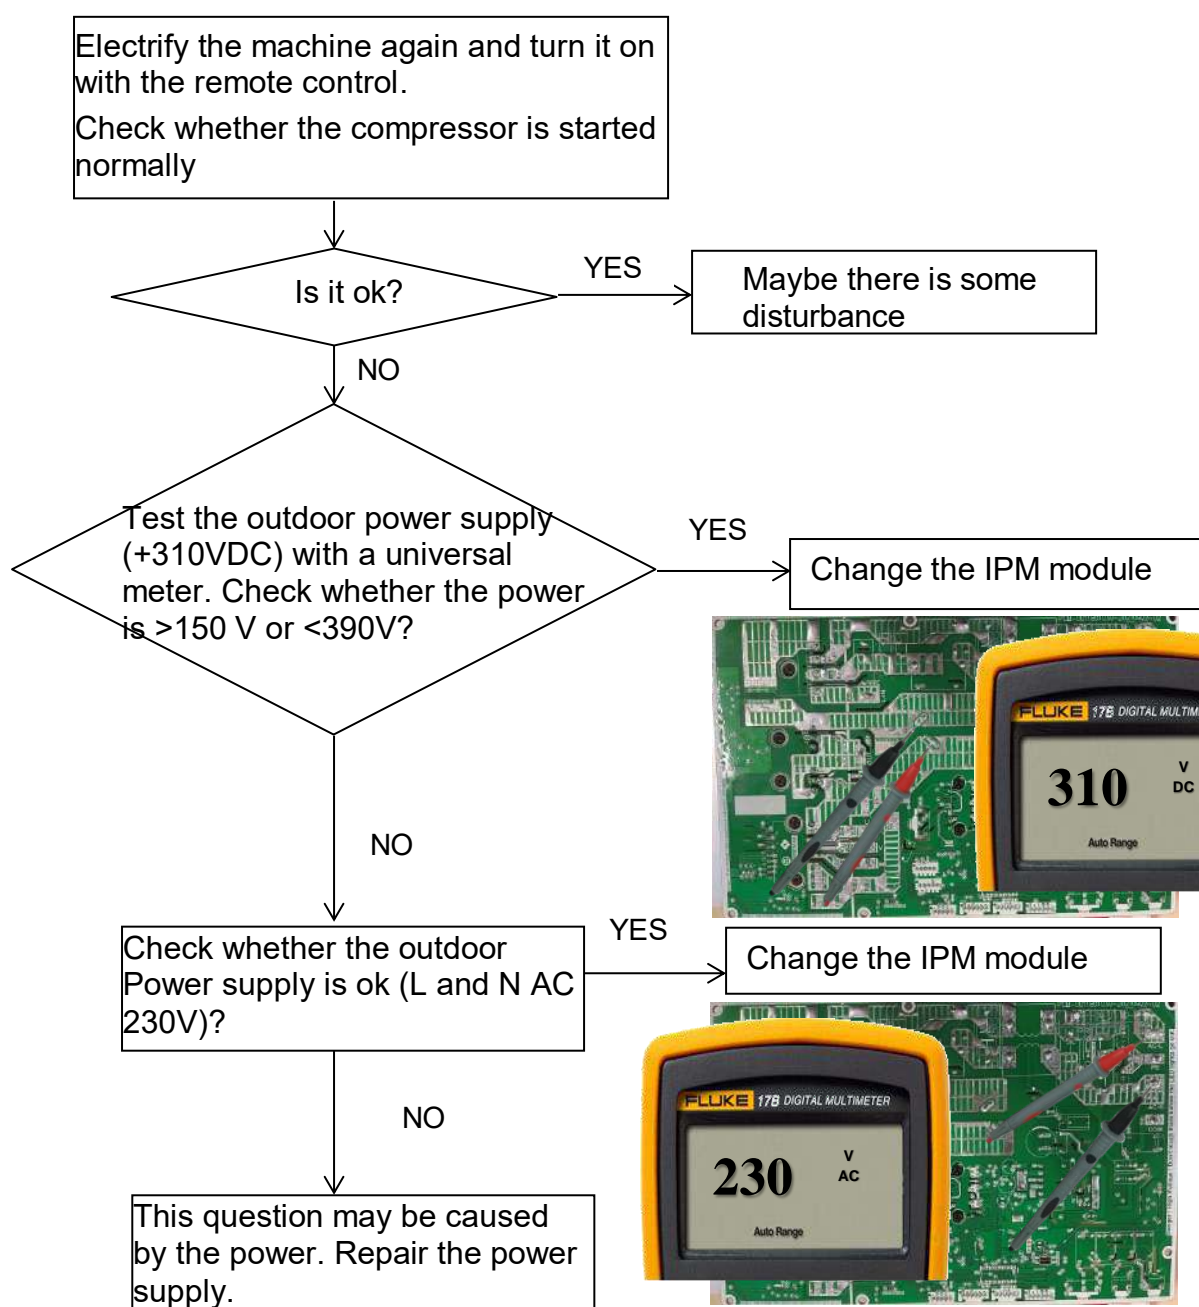 Electrify the machine again and turn it on
with the remote control.
Check whether the compressor is started
normally
Is it ok?
YES
Maybe there is some
disturbance
NO
Test the outdoor power supply
(+310VDC) with a universal
meter. Check whether the power
is >150 V or <390V?
YES
Change the IPM module
FLUKE 17B DIGITAL MULTIME
310
V
DC
Auto Range
NO
Check whether the outdoor
Power supply is ok (L and N AC
230V)?
YES
Change the IPM module
FLUKE 17B DIGITAL MULTIMETER
230
V
AC
Auto Range
NO
This question may be caused
by the power. Repair the power
supply.